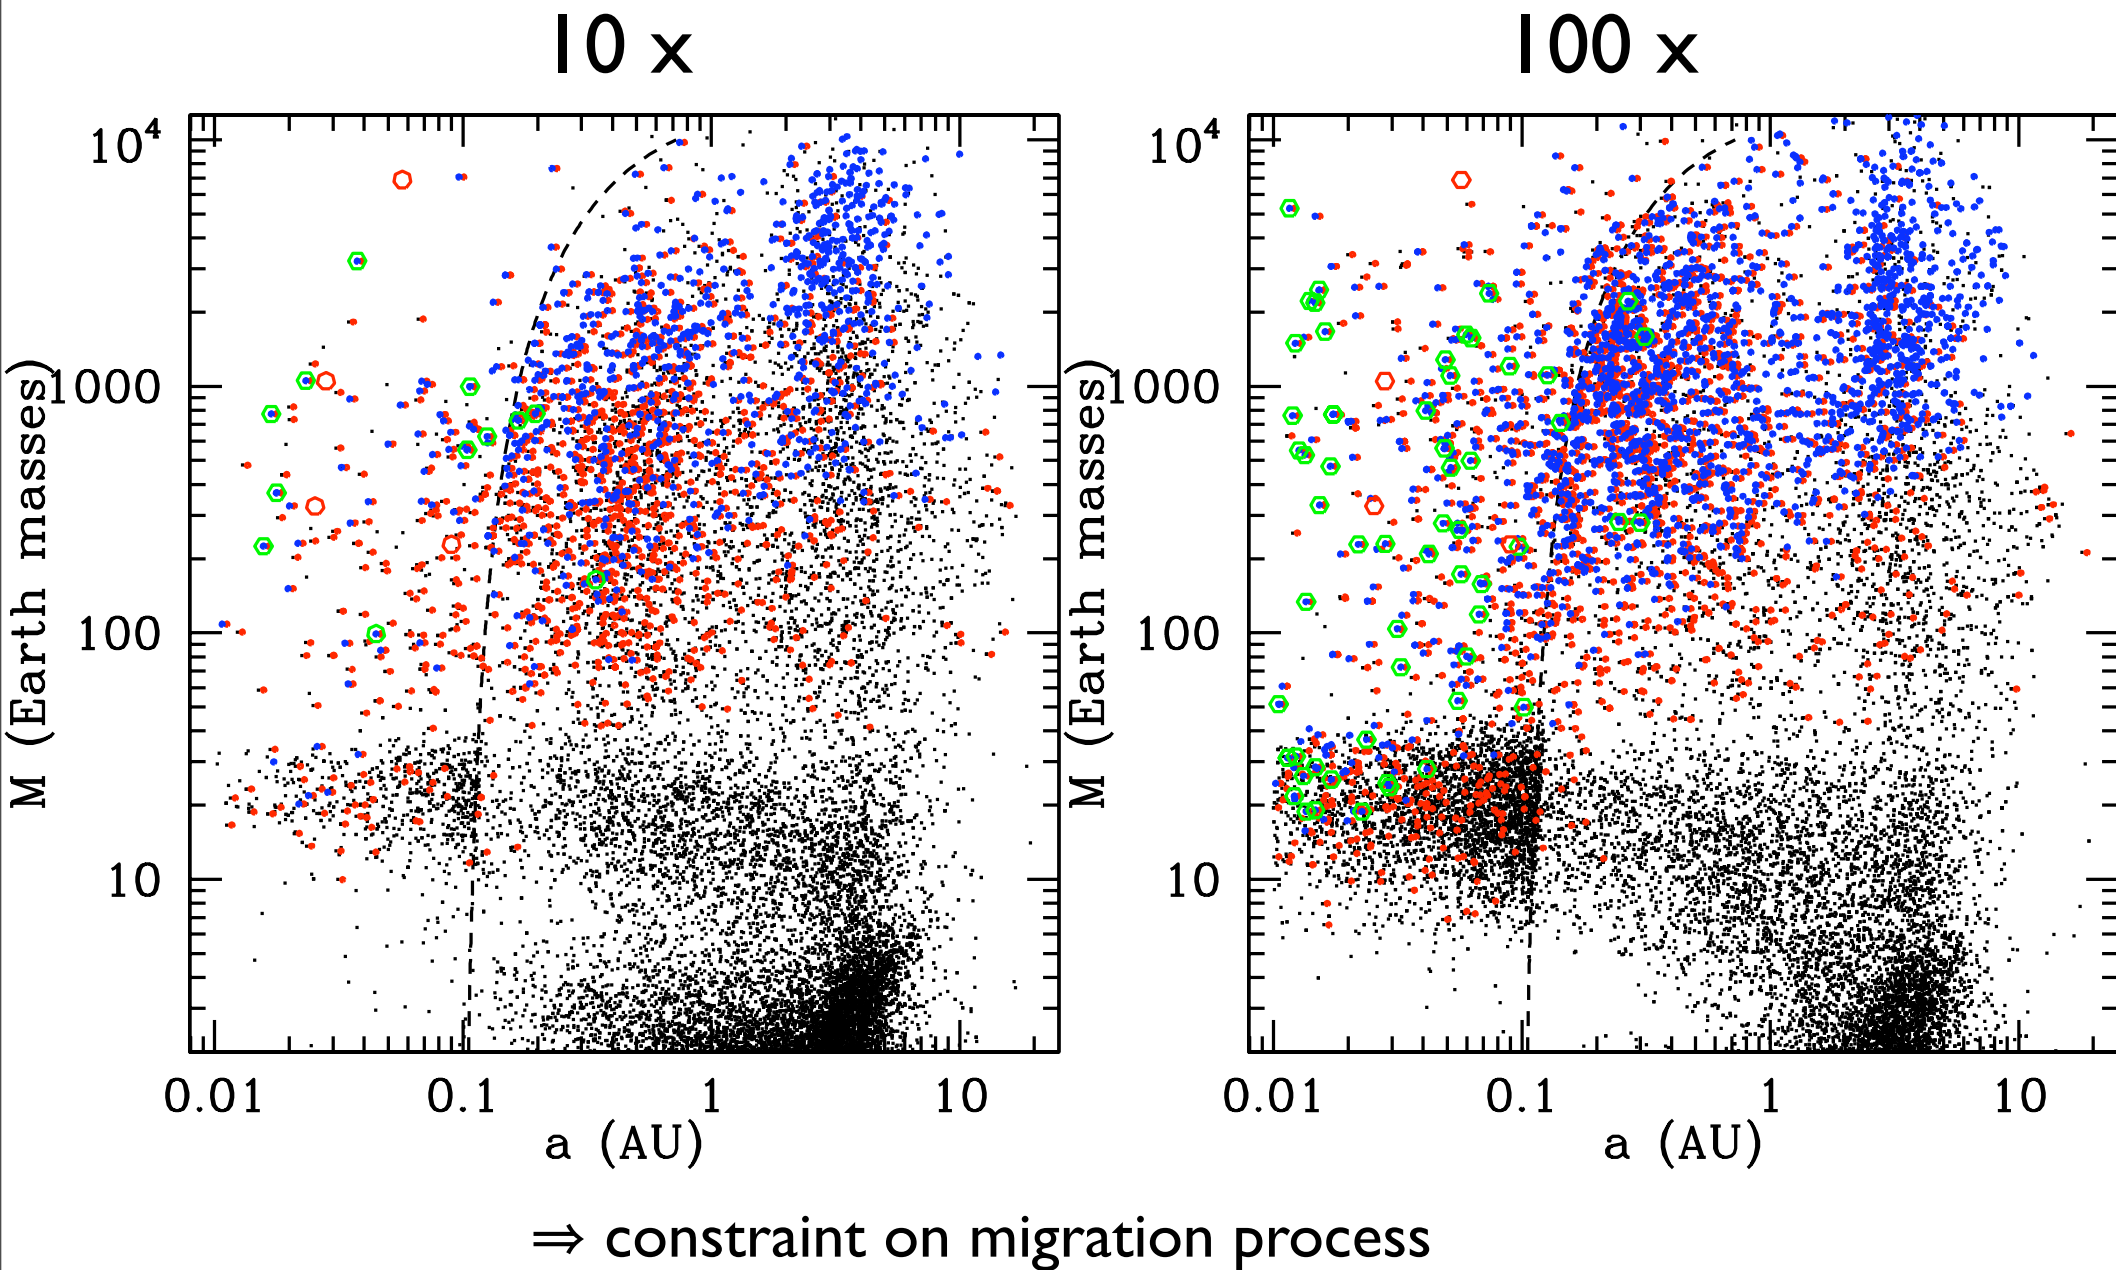 10 x
100 x
10⁴
1000
100
10
M (Earth masses)
0.01 0.1 1 10
a (AU)
10⁴
1000
100
10
M (Earth masses)
0.01 0.1 1 10
a (AU)
⇒ constraint on migration process